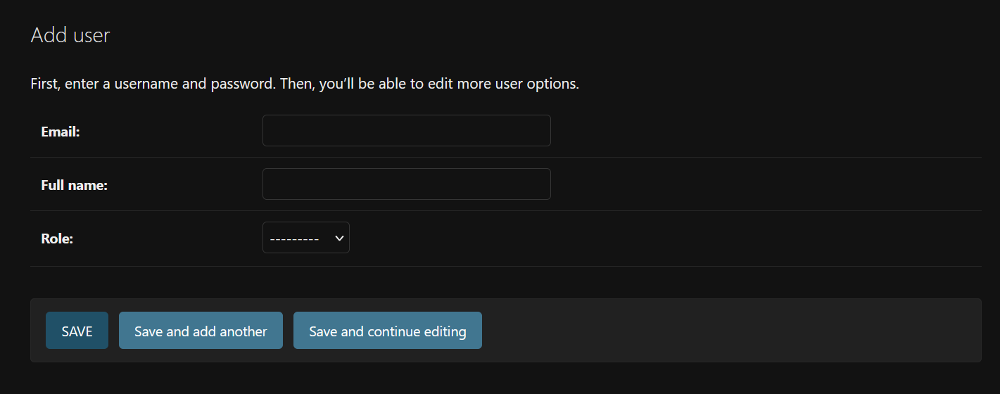 Add user
First, enter a username and password. Then, you’ll be able to edit more user options.
Email:
Full name:
Role:
---------
SAVE
Save and add another
Save and continue editing